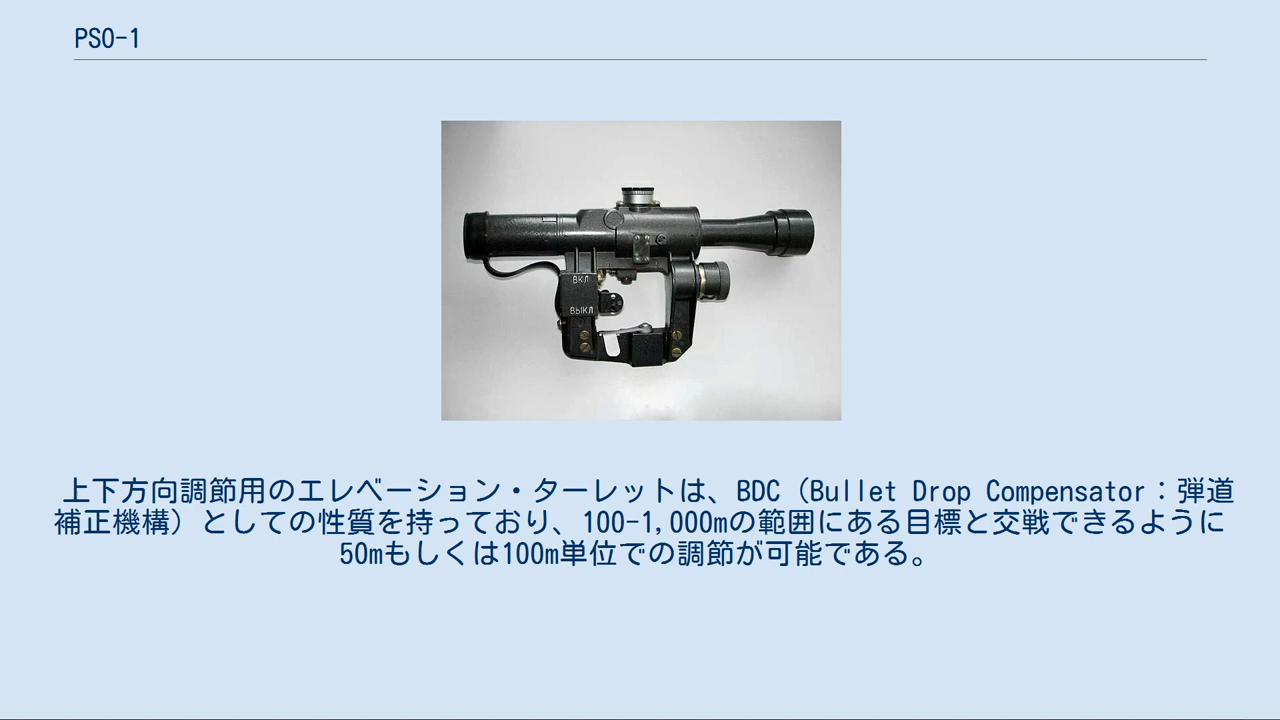 PSO-1
ВКЛ
ВЫКЛ
上下方向調節用のエレベーション・ターレットは、BDC（Bullet Drop Compensator：弾道
補正機構）としての性質を持っており、100-1,000mの範囲にある目標と交戦できるように
50mもしくは100m単位での調節が可能である。